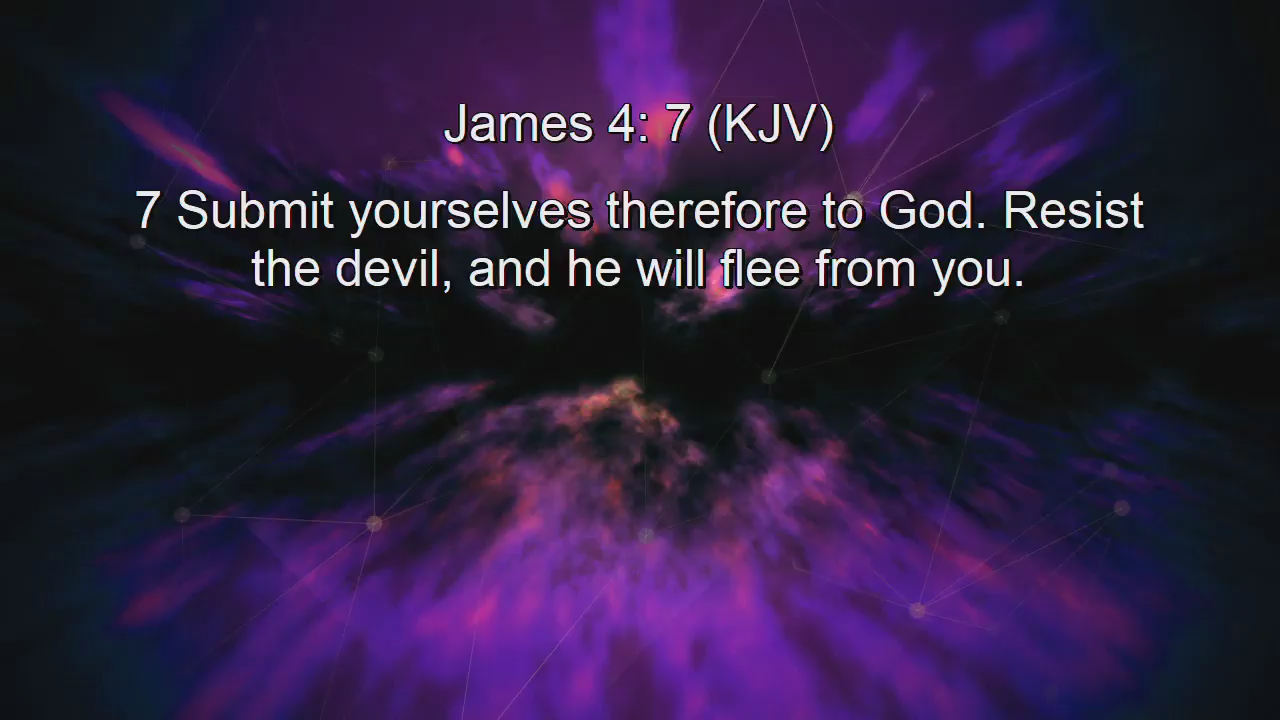 James 4: 7 (KJV)
7 Submit yourselves therefore to God. Resist
the devil, and he will flee from you.